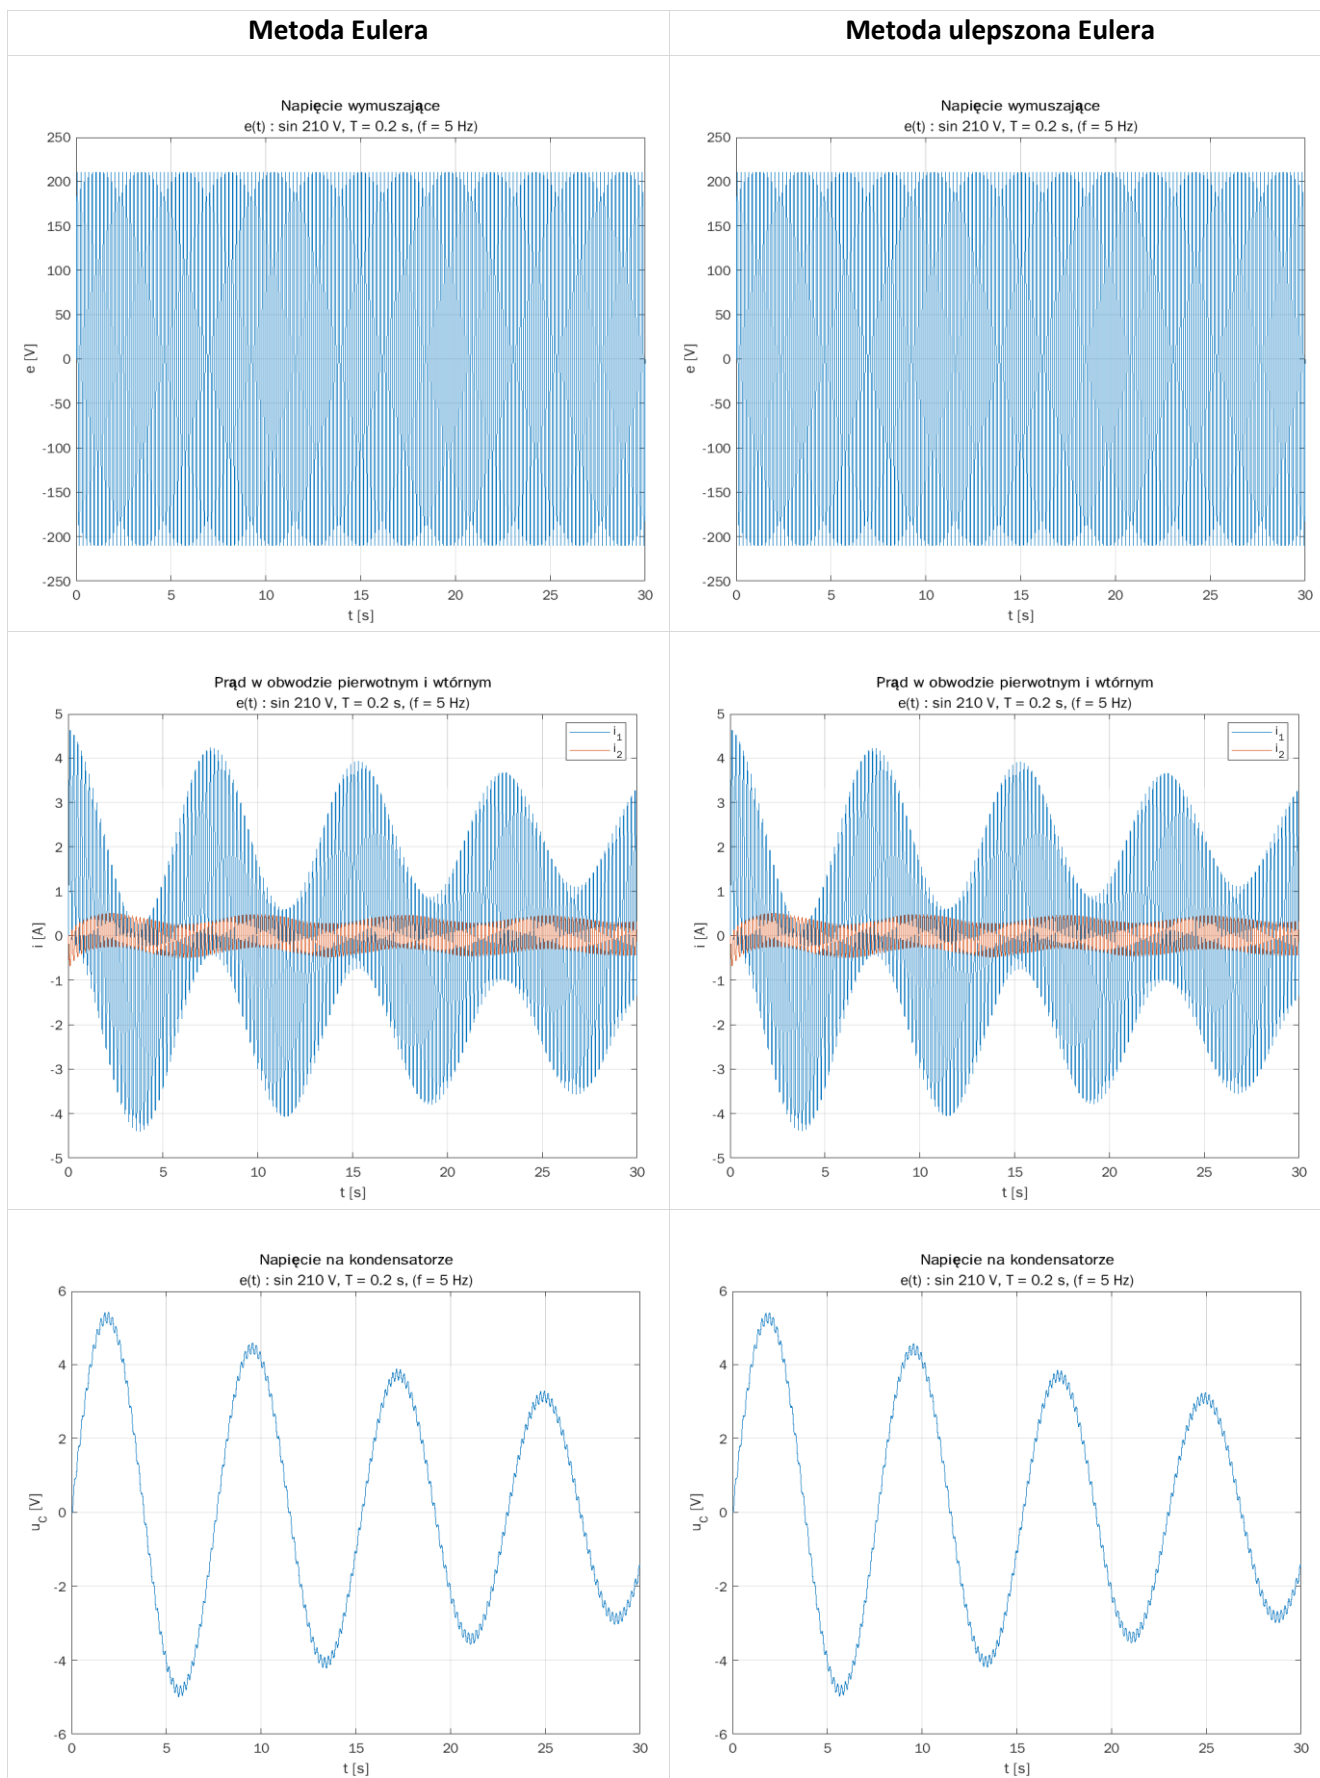 Metoda Eulera
Metoda ulepszona Eulera
Napięcie wymuszające
e(t) : sin 210 V, T = 0.2 s, (f = 5 Hz)
250
200
150
100
50
0
-50
-100
-150
-200
-250
e [V]
0 5 10 15 20 25 30
t [s]
Napięcie wymuszające
e(t) : sin 210 V, T = 0.2 s, (f = 5 Hz)
250
200
150
100
50
0
-50
-100
-150
-200
-250
e [V]
0 5 10 15 20 25 30
t [s]
Prąd w obwodzie pierwotnym i wtórnym
e(t) : sin 210 V, T = 0.2 s, (f = 5 Hz)
i1
i2
5
4
3
2
1
0
-1
-2
-3
-4
-5
i [A]
0 5 10 15 20 25 30
t [s]
Prąd w obwodzie pierwotnym i wtórnym
e(t) : sin 210 V, T = 0.2 s, (f = 5 Hz)
i1
i2
5
4
3
2
1
0
-1
-2
-3
-4
-5
i [A]
0 5 10 15 20 25 30
t [s]
Napięcie na kondensatorze
e(t) : sin 210 V, T = 0.2 s, (f = 5 Hz)
6
4
2
0
-2
-4
-6
uC [V]
0 5 10 15 20 25 30
t [s]
Napięcie na kondensatorze
e(t) : sin 210 V, T = 0.2 s, (f = 5 Hz)
6
4
2
0
-2
-4
-6
uC [V]
0 5 10 15 20 25 30
t [s]